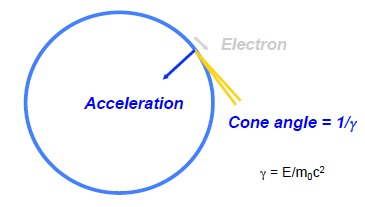 Electron
Acceleration
Cone angle = 1/γ
γ = E/m₀c²